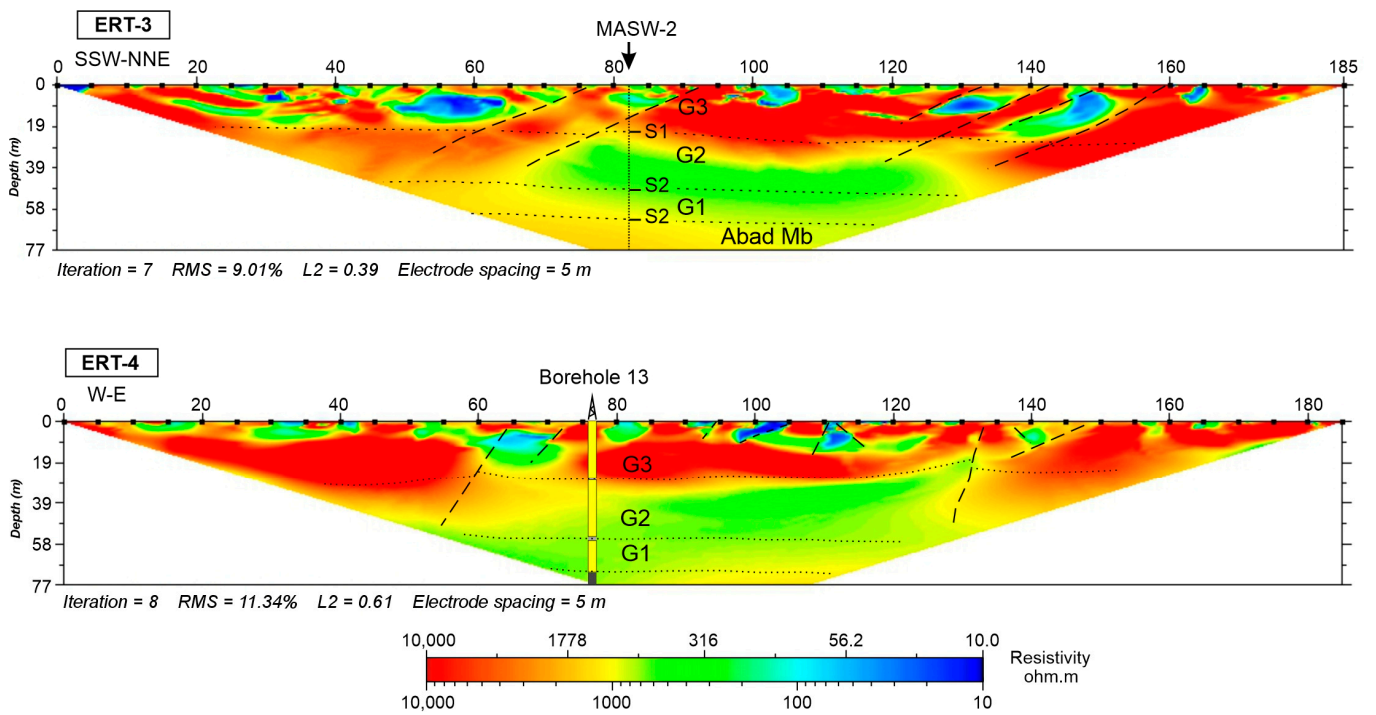 ERT-3
SSW-NNE
MASW-2
0 20 40 60 80 100 120 140 160 185
0
19
39
58
77
Depth (m)
G3
S1
G2
S2
G1
S2
Abad Mb
Iteration = 7 RMS = 9.01% L2 = 0.39 Electrode spacing = 5 m
ERT-4
W-E
Borehole 13
0 20 40 60 80 100 120 140 160 180
0
19
39
58
77
Depth (m)
G3
G2
G1
Iteration = 8 RMS = 11.34% L2 = 0.61 Electrode spacing = 5 m
10,000 1778 316 56.2 10.0
Resistivity
ohm.m
10,000 1000 100 10